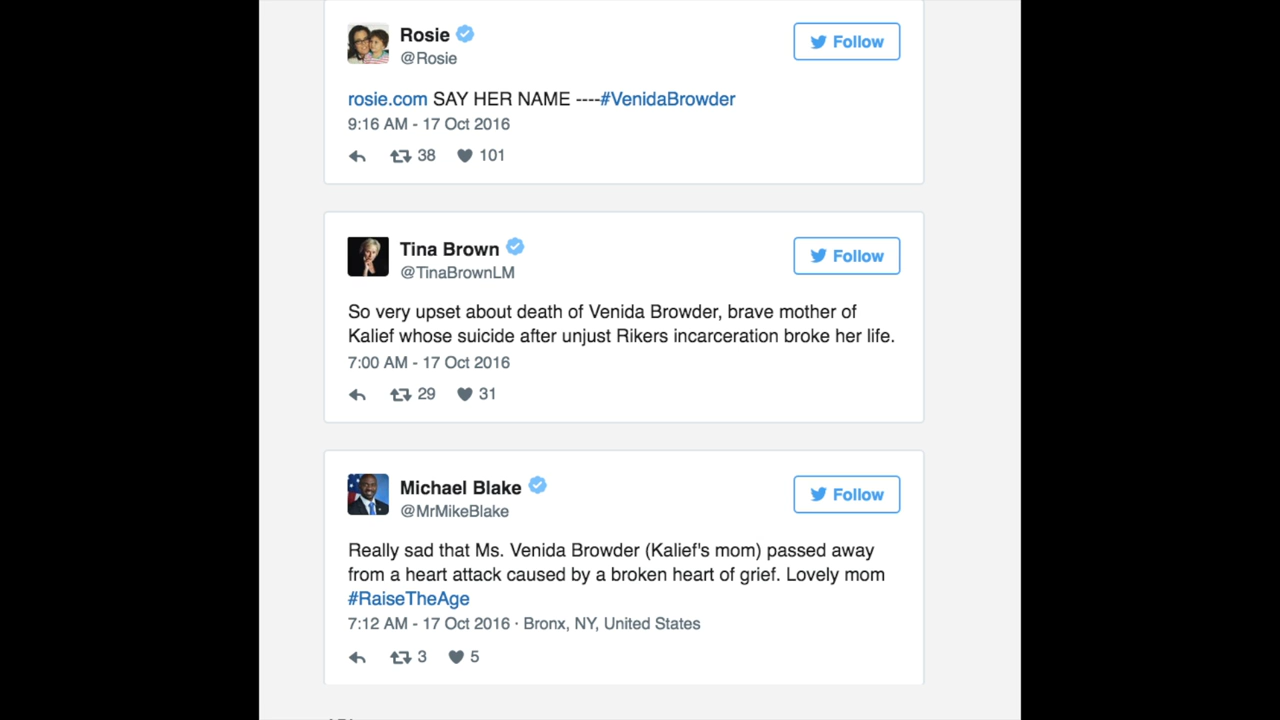 Rosie
Follow
@Rosie
rosie.com SAY HER NAME ----#VenidaBrowder
9:16 AM - 17 Oct 2016
38 101
Tina Brown
Follow
@TinaBrownLM
So very upset about death of Venida Browder, brave mother of
Kalief whose suicide after unjust Rikers incarceration broke her life.
7:00 AM - 17 Oct 2016
29 31
Michael Blake
Follow
@MrMikeBlake
Really sad that Ms. Venida Browder (Kalief's mom) passed away
from a heart attack caused by a broken heart of grief. Lovely mom
#RaiseTheAge
7:12 AM - 17 Oct 2016 · Bronx, NY, United States
3 5